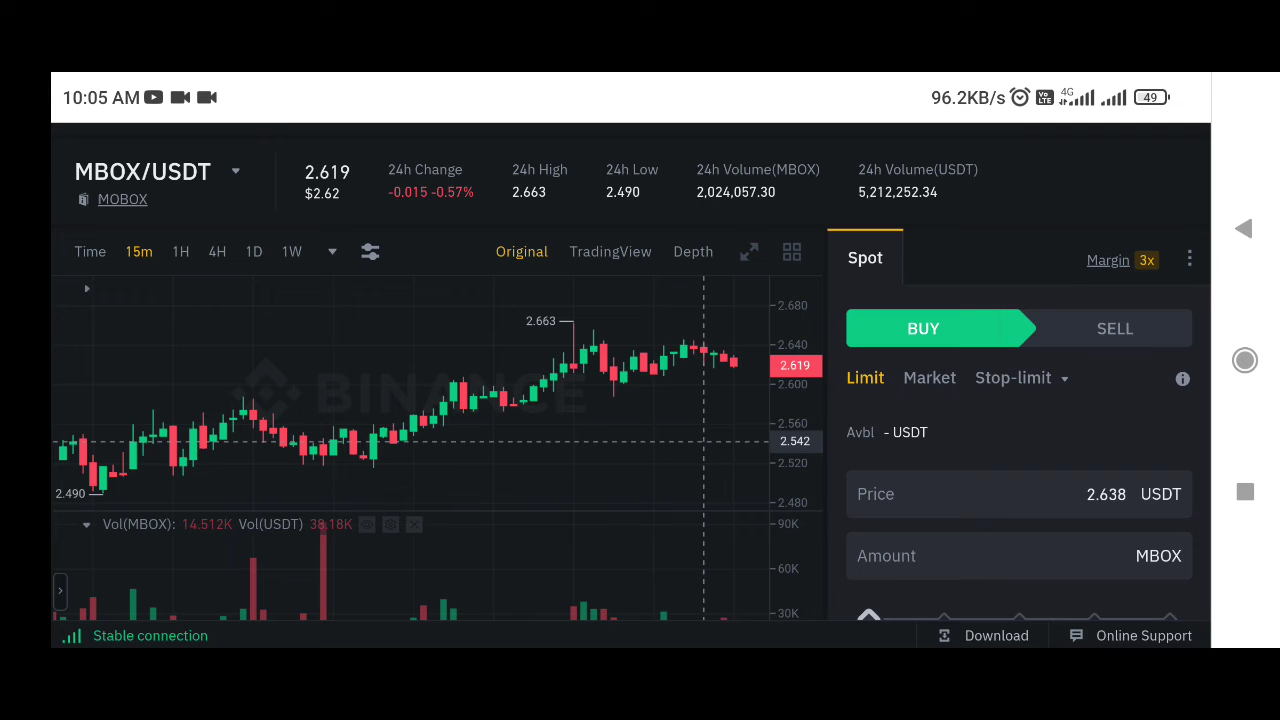 10:05 AM 96.2KB/s Vo LTE 4G 49
MBOX/USDT 2.619 24h Change 24h High 24h Low 24h Volume(MBOX) 24h Volume(USDT)
MOBOX $2.62 -0.015 -0.57% 2.663 2.490 2,024,057.30 5,212,252.34
Time 15m 1H 4H 1D 1W Original TradingView Depth
Spot Margin 3x
2.680
2.663
2.640
2.619
2.600
BINANCE
2.560
2.542
2.520
2.490
2.480
Vol(MBOX): 14.512K Vol(USDT) 38.18K
90K
60K
30K
BUY SELL
Limit Market Stop-limit
Avbl - USDT
Price 2.638 USDT
Amount MBOX
Stable connection Download Online Support